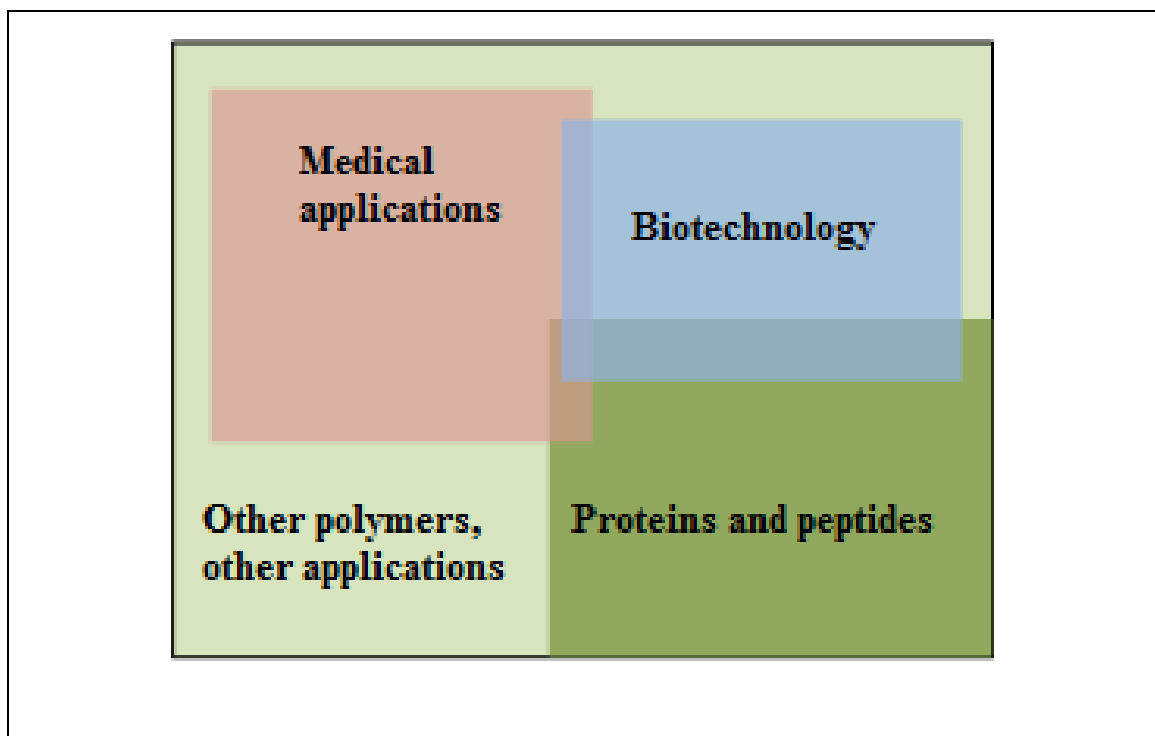 Medical
applications
Biotechnology
Other polymers,
other applications
Proteins and peptides